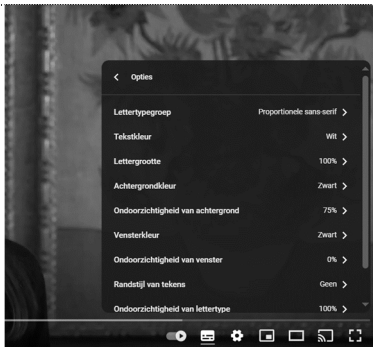 Opties
Lettertypegroep Proportionele sans-serif
Tekstkleur Wit
Lettergrootte 100%
Achtergrondkleur Zwart
Ondoorzichtigheid van achtergrond 75%
Vensterkleur Zwart
Ondoorzichtigheid van venster 0%
Randstijl van tekens Geen
Ondoorzichtigheid van lettertype 100%